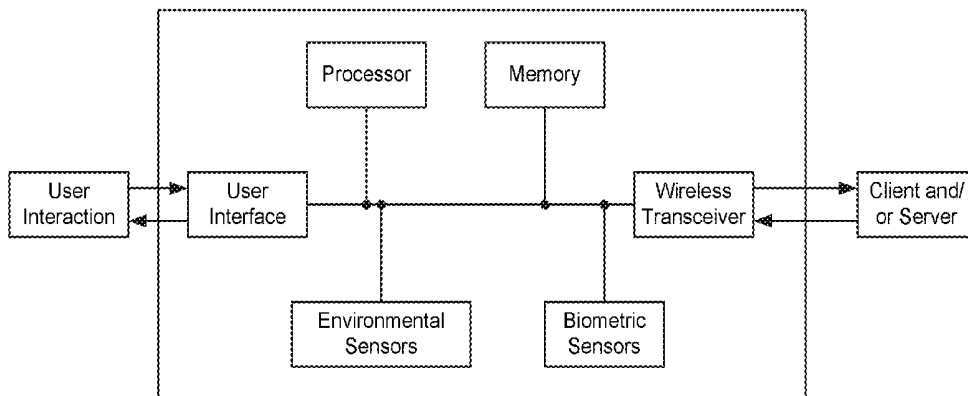 Processor
Memory
User
Interaction
User
Interface
Wireless
Transceiver
Client and/
or Server
Environmental
Sensors
Biometric
Sensors